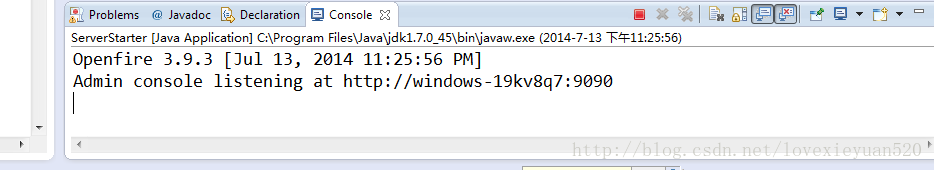 Problems @ Javadoc Declaration Console
ServerStarter [Java Application] C:\Program Files\Java\jdk1.7.0_45\bin\javaw.exe (2014-7-13 下午11:25:56)
Openfire 3.9.3 [Jul 13, 2014 11:25:56 PM]
Admin console listening at http://windows-19kv8q7:9090
http://blog.csdn.net/lovexieyuan520